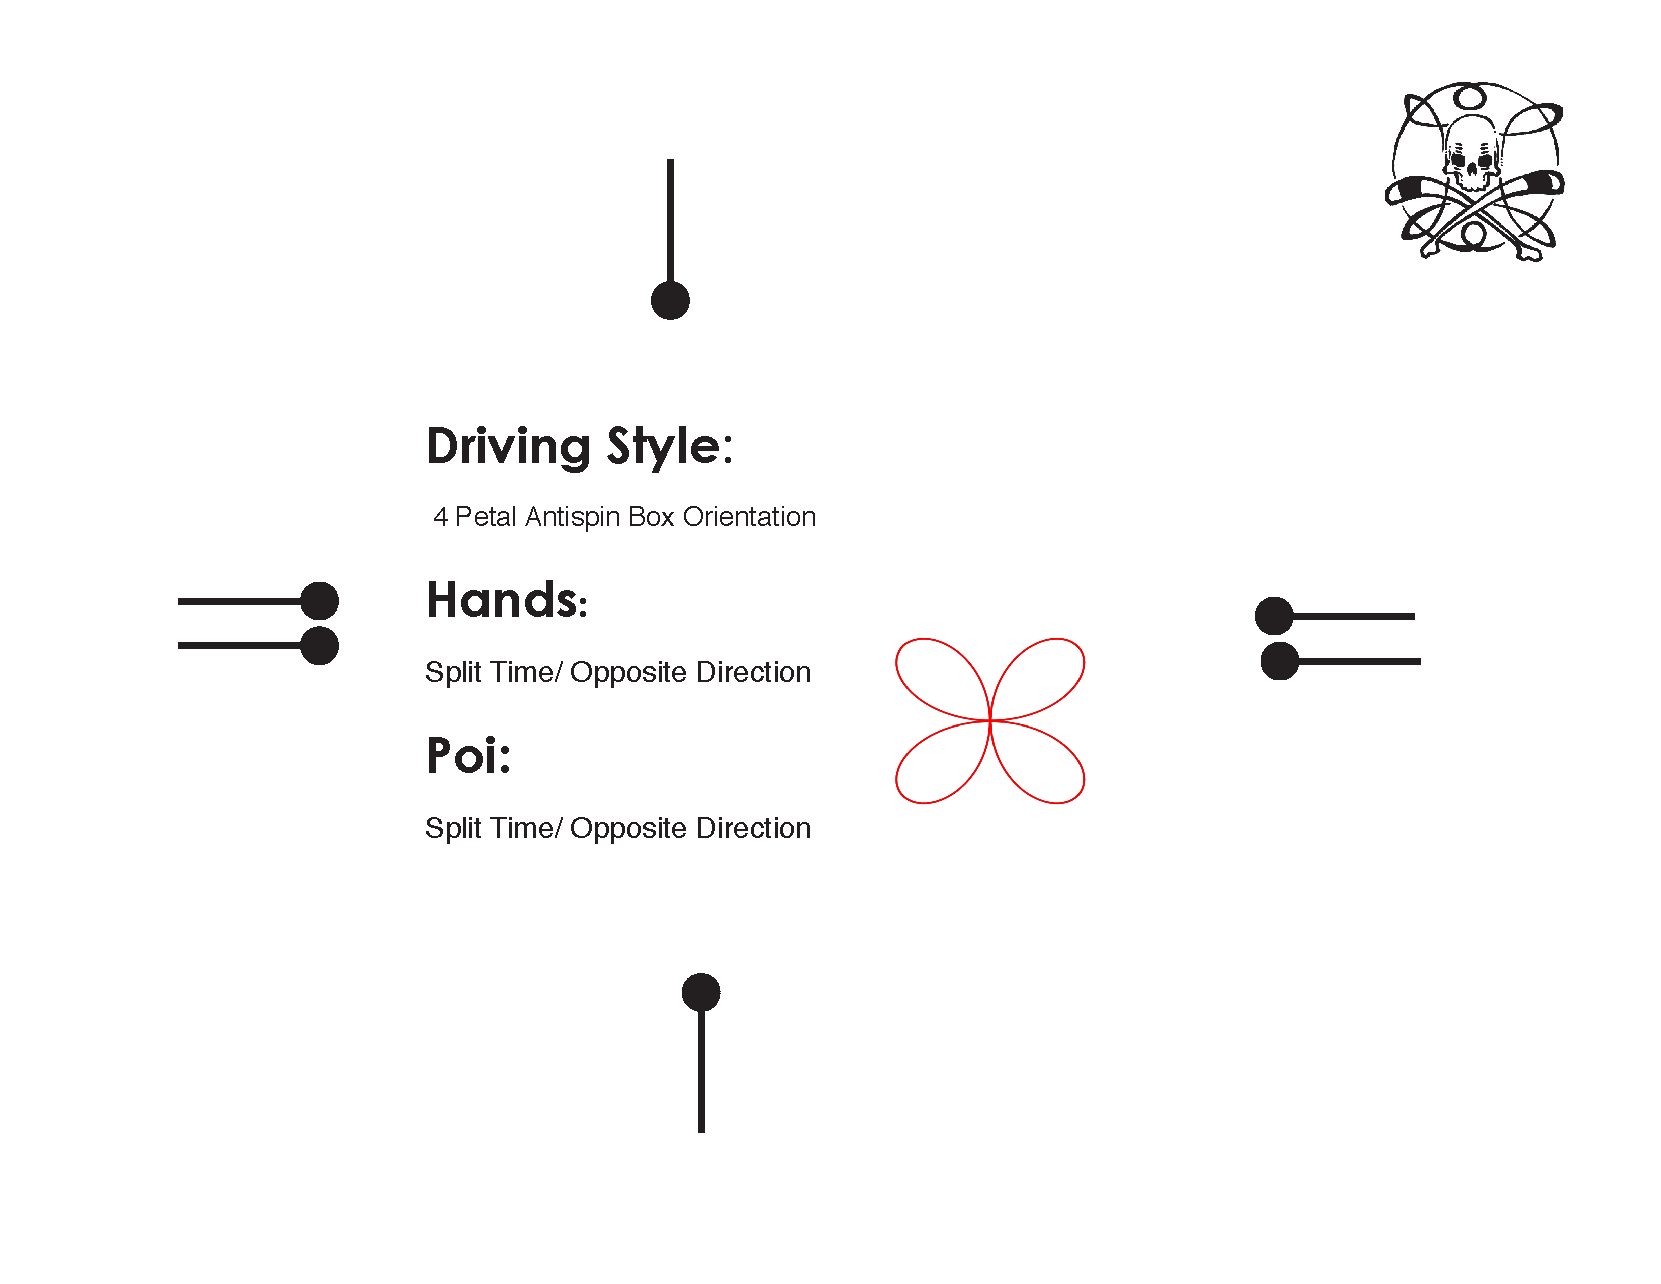 Driving Style:
4 Petal Antispin Box Orientation
Hands:
Split Time/ Opposite Direction
Poi:
Split Time/ Opposite Direction